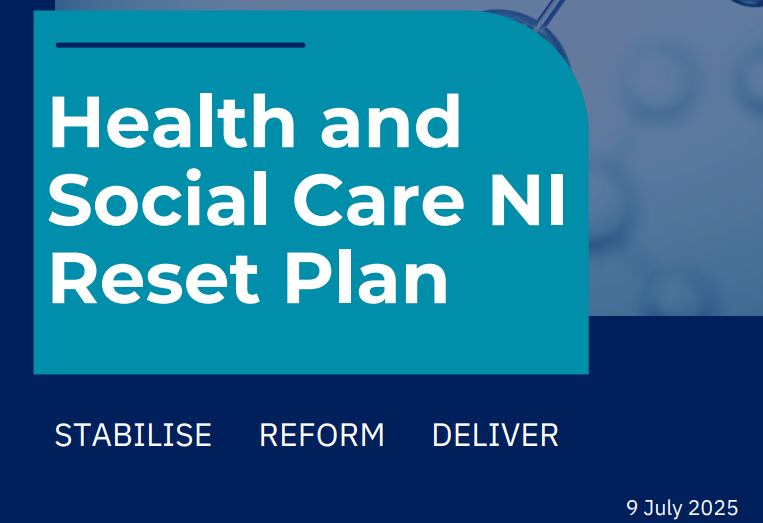 Health and
Social Care NI
Reset Plan
STABILISE REFORM DELIVER
9 July 2025